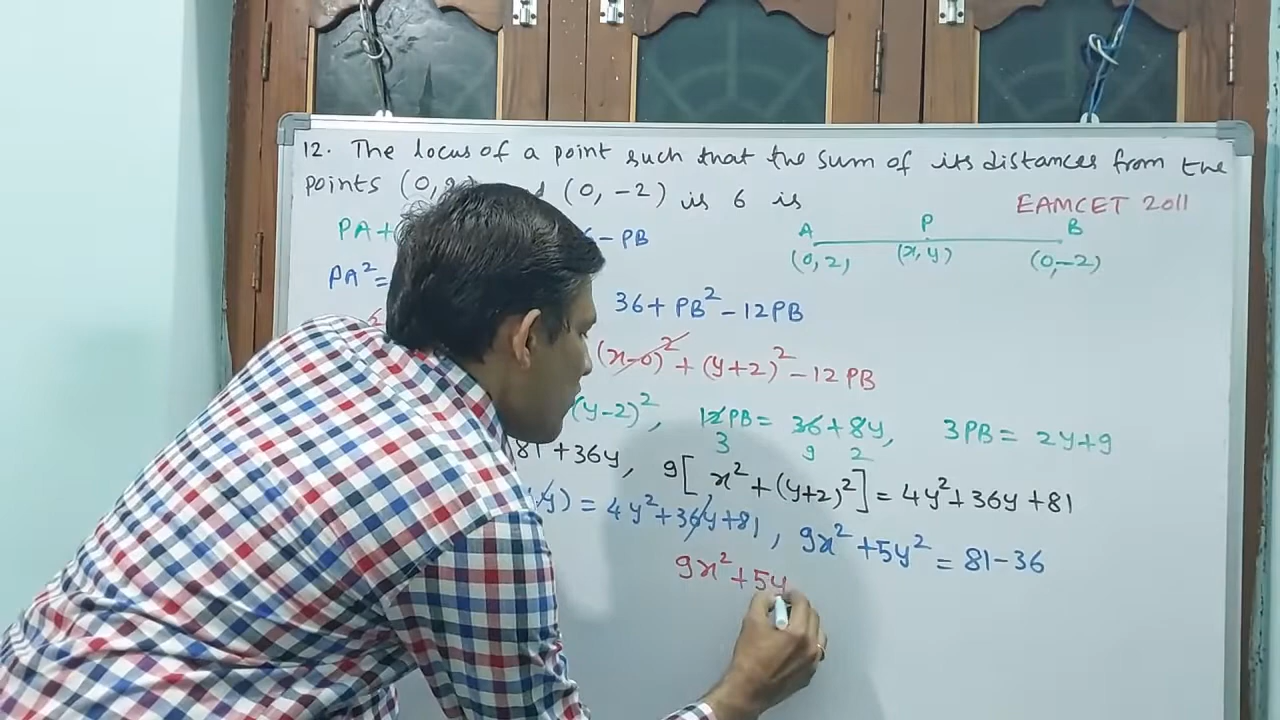 12. The locus of a point such that the sum of its distances from the
points (0, (0, -2) is 6 is
EAMCET 2011
PA+ - PB
A P B
(0, 2) (x, y) (0, -2)
PA² = 36 + PB² - 12PB
(x-0)² + (y+2)² - 12PB
(y-2)², 12PB = 36 + 8y, 3PB = 2y+9
3 9 2
81 + 36y, 9[x² + (y+2)²] = 4y² + 36y + 81
y) = 4y² + 36y + 81, 9x² + 5y² = 81 - 36
9x² + 5y